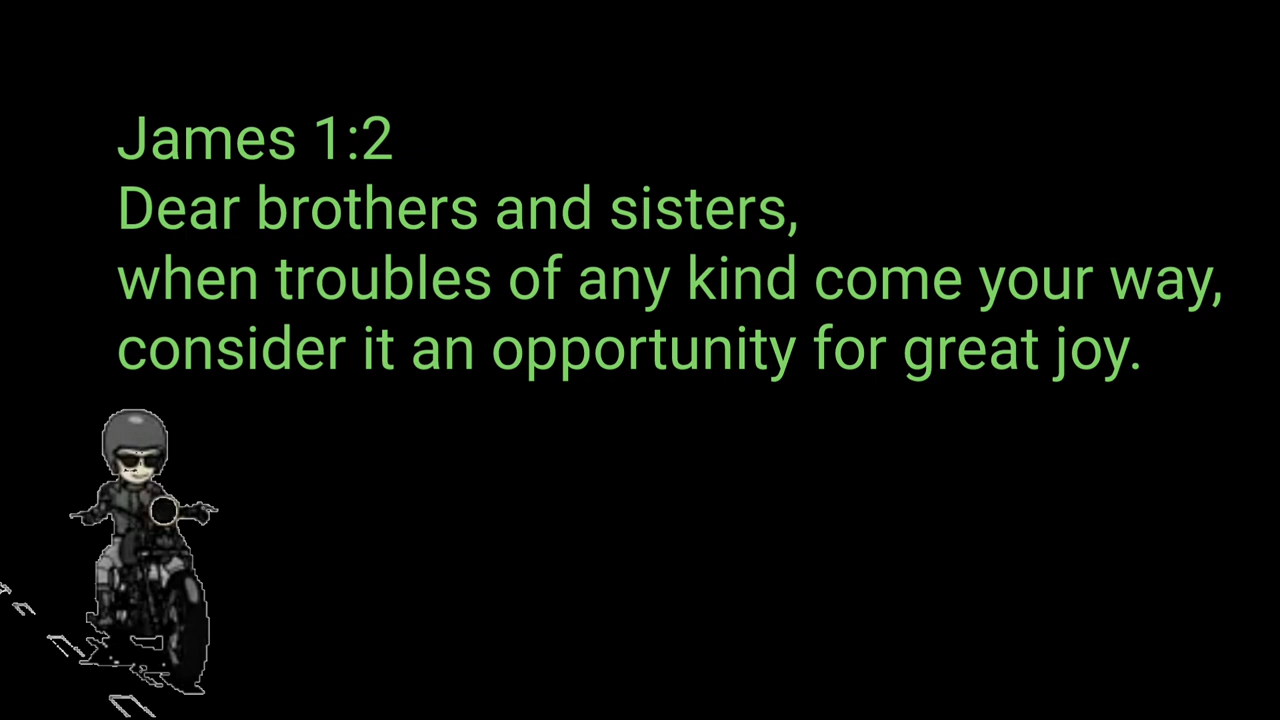 James 1:2
Dear brothers and sisters,
when troubles of any kind come your way,
consider it an opportunity for great joy.